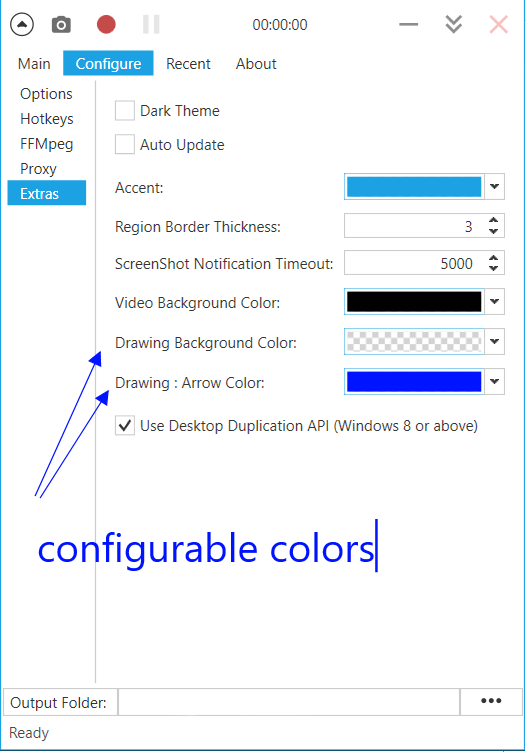 00:00:00
Main Configure Recent About
Options
Hotkeys
FFMpeg
Proxy
Extras
Dark Theme
Auto Update
Accent:
Region Border Thickness: 3
ScreenShot Notification Timeout: 5000
Video Background Color:
Drawing Background Color:
Drawing : Arrow Color:
Use Desktop Duplication API (Windows 8 or above)
configurable colors
Output Folder: •••
Ready